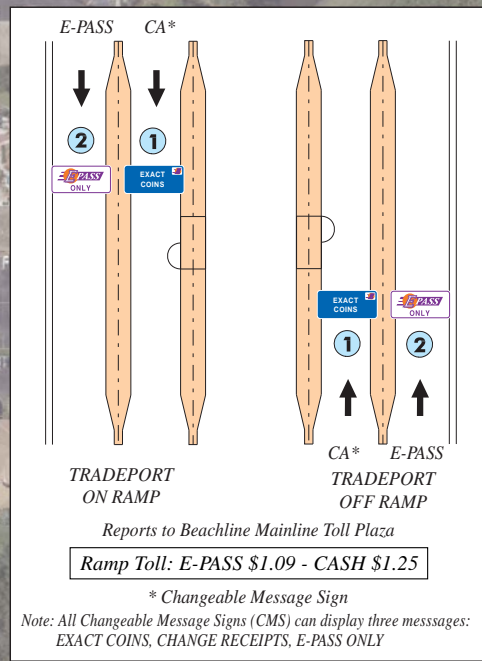 E-PASS CA*
2 1
E-PASS
ONLY
EXACT
COINS
EXACT
COINS
E-PASS
ONLY
1 2
CA* E-PASS
TRADEPORT
ON RAMP
TRADEPORT
OFF RAMP
Reports to Beachline Mainline Toll Plaza
Ramp Toll: E-PASS $1.09 - CASH $1.25
* Changeable Message Sign
Note: All Changeable Message Signs (CMS) can display three messsages:
EXACT COINS, CHANGE RECEIPTS, E-PASS ONLY